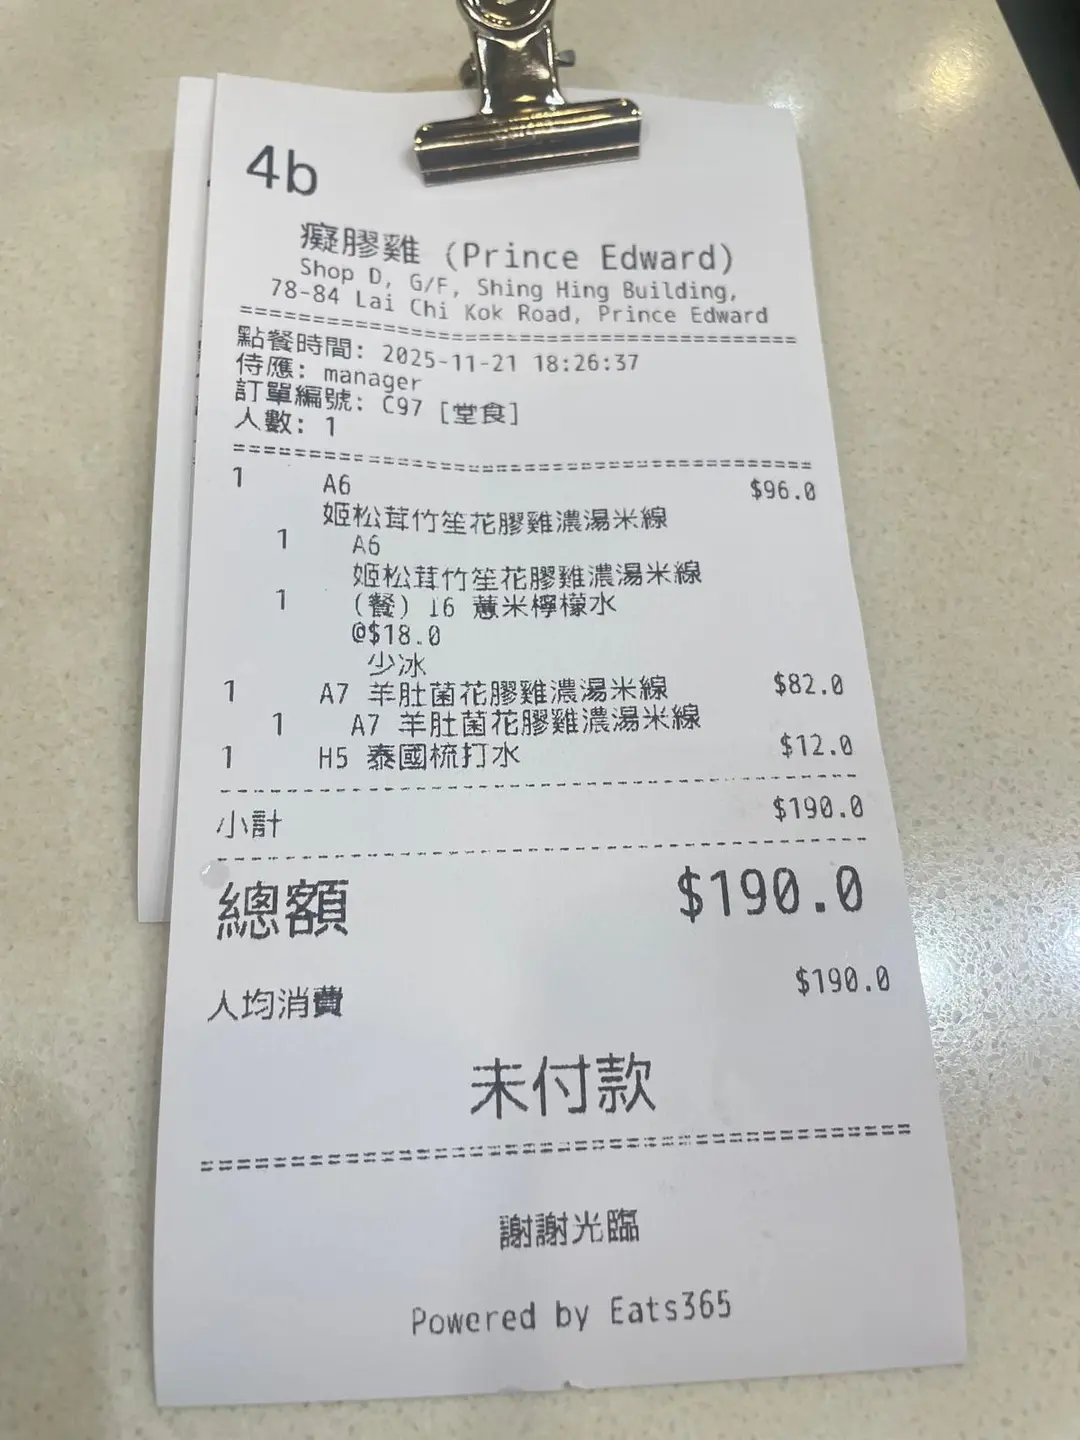 4b
癡膠雞 (Prince Edward)
Shop D, G/F, Shing Hing Building,
78-84 Lai Chi Kok Road, Prince Edward
點餐時間: 2025-11-21 18:26:37
侍應: manager
訂單編號: C97 [堂食]
人數: 1
1 A6 $96.0
姬松茸竹笙花膠雞濃湯米線
1 A6
姬松茸竹笙花膠雞濃湯米線
1 (餐) I6 薏米檸檬水
@$18.0
少冰
1 A7 羊肚菌花膠雞濃湯米線 $82.0
1 A7 羊肚菌花膠雞濃湯米線
1 H5 泰國梳打水 $12.0
小計 $190.0
總額 $190.0
人均消費 $190.0
未付款
謝謝光臨
Powered by Eats365